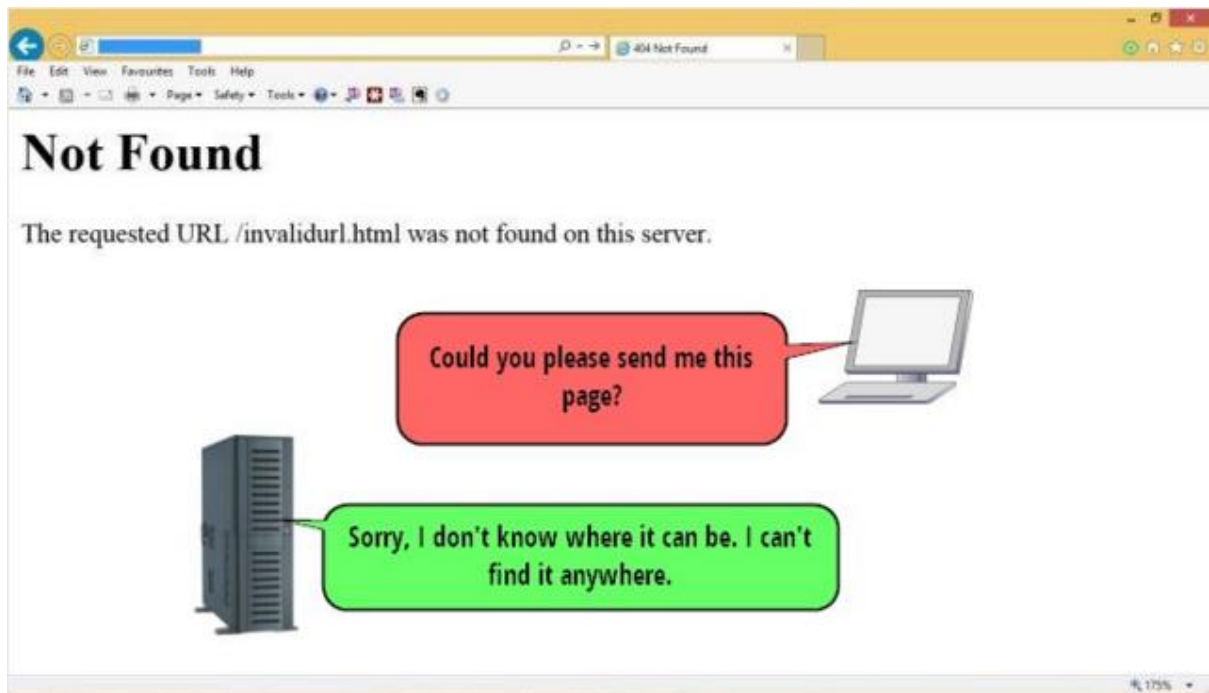 404 Not Found
File Edit View Favourites Tools Help
Page Safety Tools
Not Found
The requested URL /invalidurl.html was not found on this server.
Could you please send me this
page?
Sorry, I don't know where it can be. I can't
find it anywhere.
175%